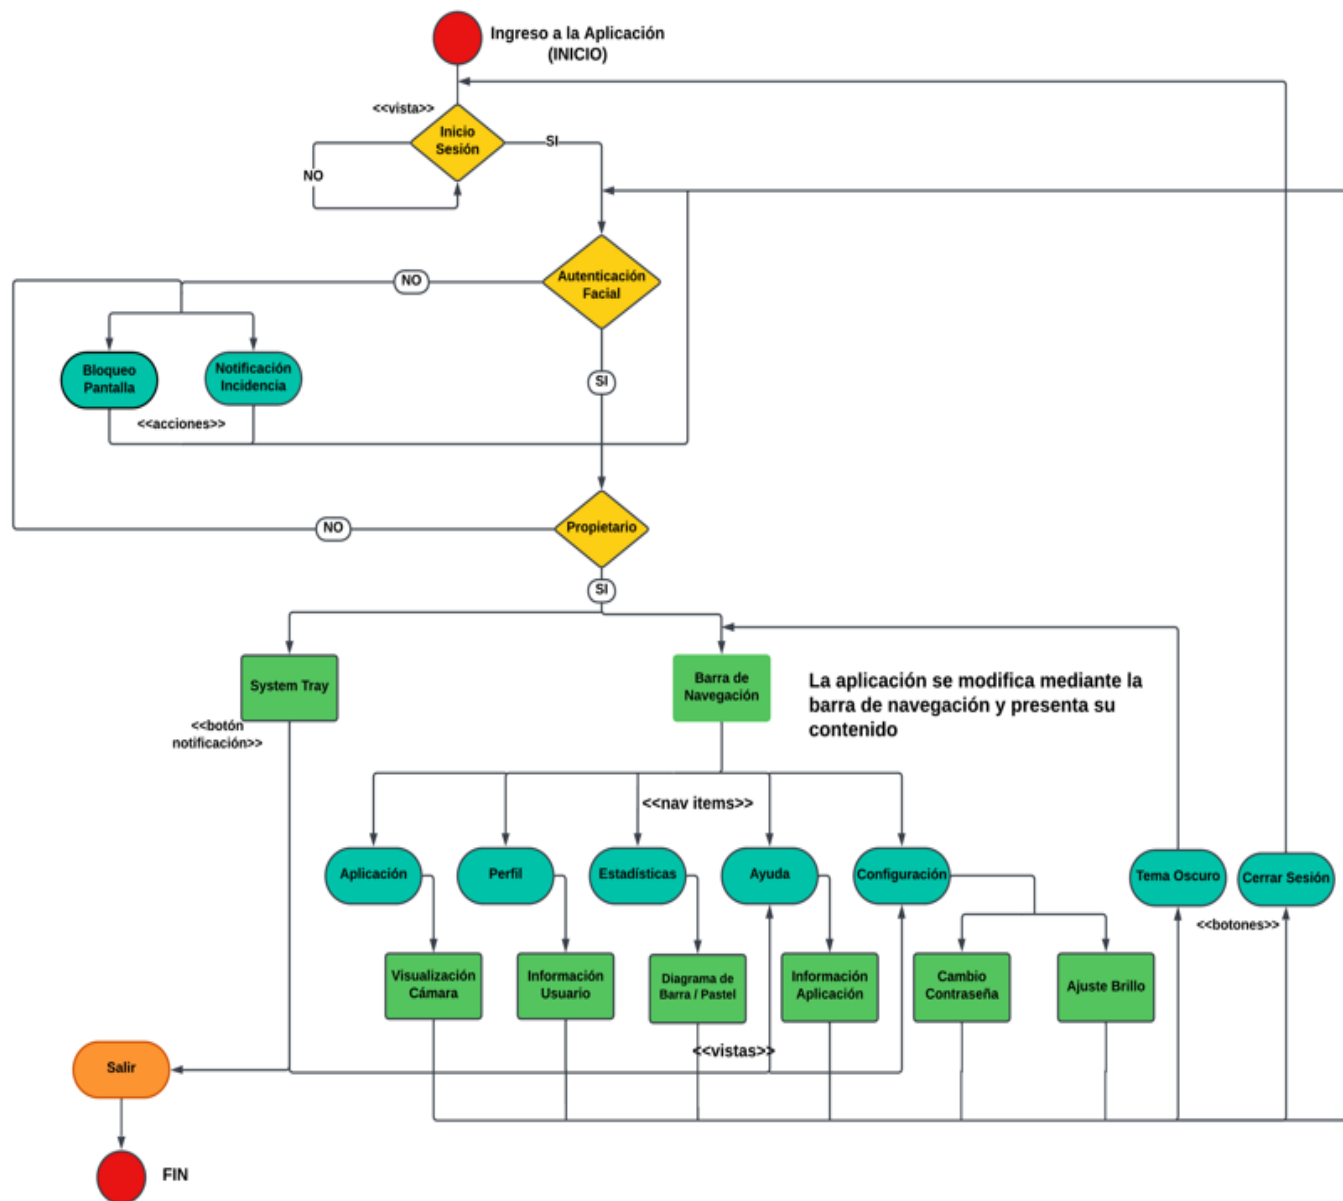 Ingreso a la Aplicación
(INICIO)
<<vista>>
Inicio
Sesión
SI
NO
Autenticación
Facial
NO
Bloqueo
Pantalla
Notificación
Incidencia
SI
<<acciones>>
Propietario
NO
SI
System Tray
Barra de
Navegación
La aplicación se modifica mediante la
barra de navegación y presenta su
contenido
<<botón
notificación>>
<<nav items>>
Aplicación
Perfil
Estadísticas
Ayuda
Configuración
Tema Oscuro
Cerrar Sesión
<<botones>>
Visualización
Cámara
Información
Usuario
Diagrama de
Barra / Pastel
Información
Aplicación
Cambio
Contraseña
Ajuste Brillo
<<vistas>>
Salir
FIN